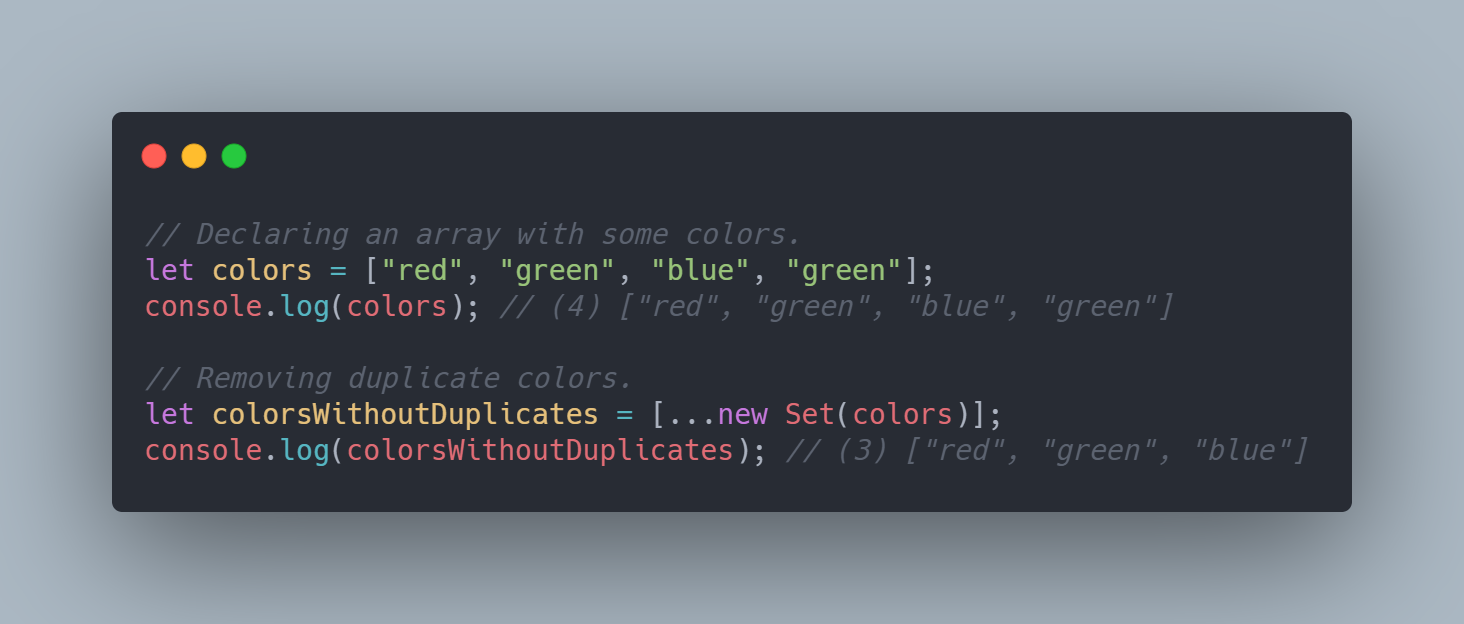 // Declaring an array with some colors.
let colors = ["red", "green", "blue", "green"];
console.log(colors); // (4) ["red", "green", "blue", "green"]
// Removing duplicate colors.
let colorsWithoutDuplicates = [...new Set(colors)];
console.log(colorsWithoutDuplicates); // (3) ["red", "green", "blue"]